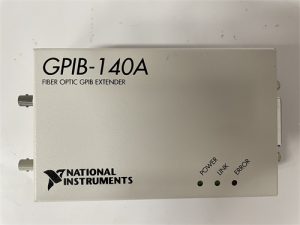 GPIB-140A
FIBER OPTIC GPIB EXTENDER
POWER
LINK
ERROR
NATIONAL
INSTRUMENTS